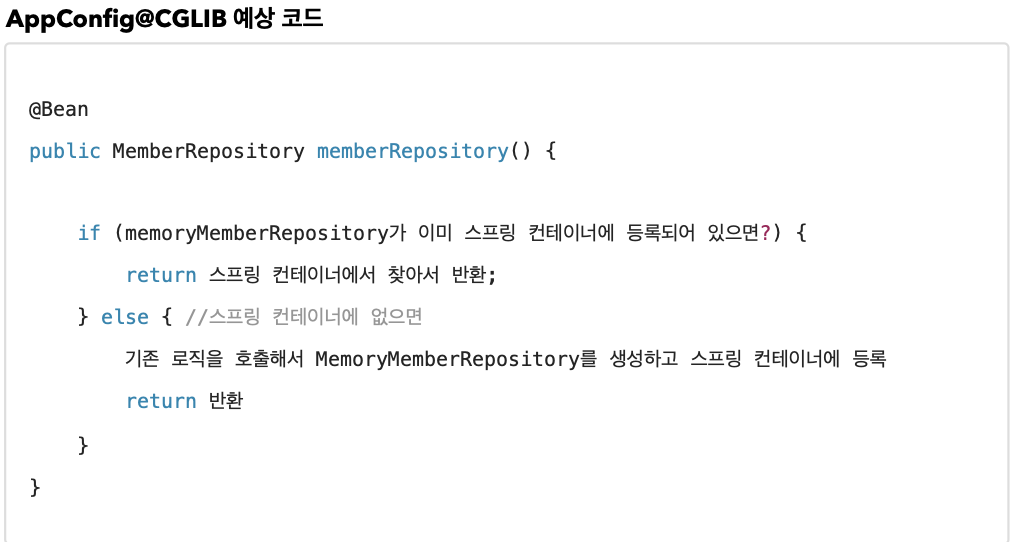 AppConfig@CGLIB 예상 코드
@Bean
public MemberRepository memberRepository() {
if (memoryMemberRepository가 이미 스프링 컨테이너에 등록되어 있으면?) {
return 스프링 컨테이너에서 찾아서 반환;
} else { //스프링 컨테이너에 없으면
기존 로직을 호출해서 MemoryMemberRepository를 생성하고 스프링 컨테이너에 등록
return 반환
}
}